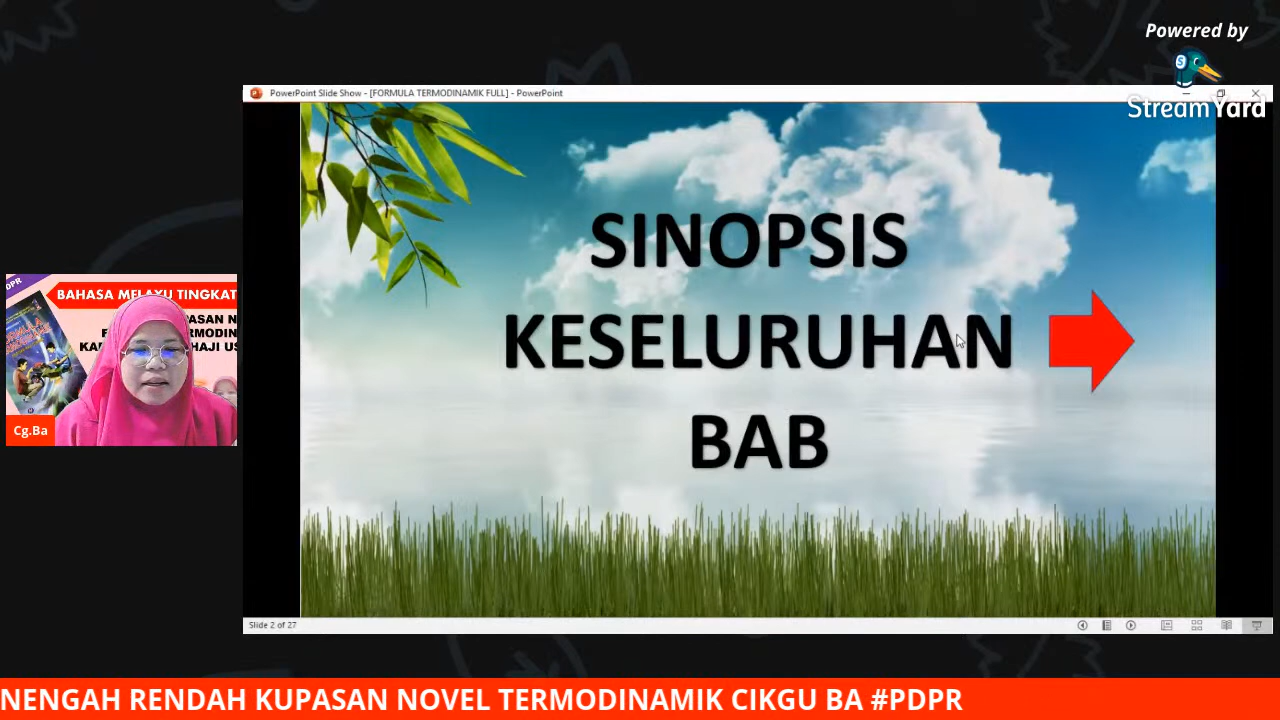 Powered by
StreamYard
PowerPoint Slide Show - [FORMULA TERMODINAMIK FULL] - PowerPoint
SINOPSIS
KESELURUHAN
BAB
DPR
BAHASA MELAYU TINGKAT
Cg.Ba
Slide 2 of 27
NENGAH RENDAH KUPASAN NOVEL TERMODINAMIK CIKGU BA #PDPR